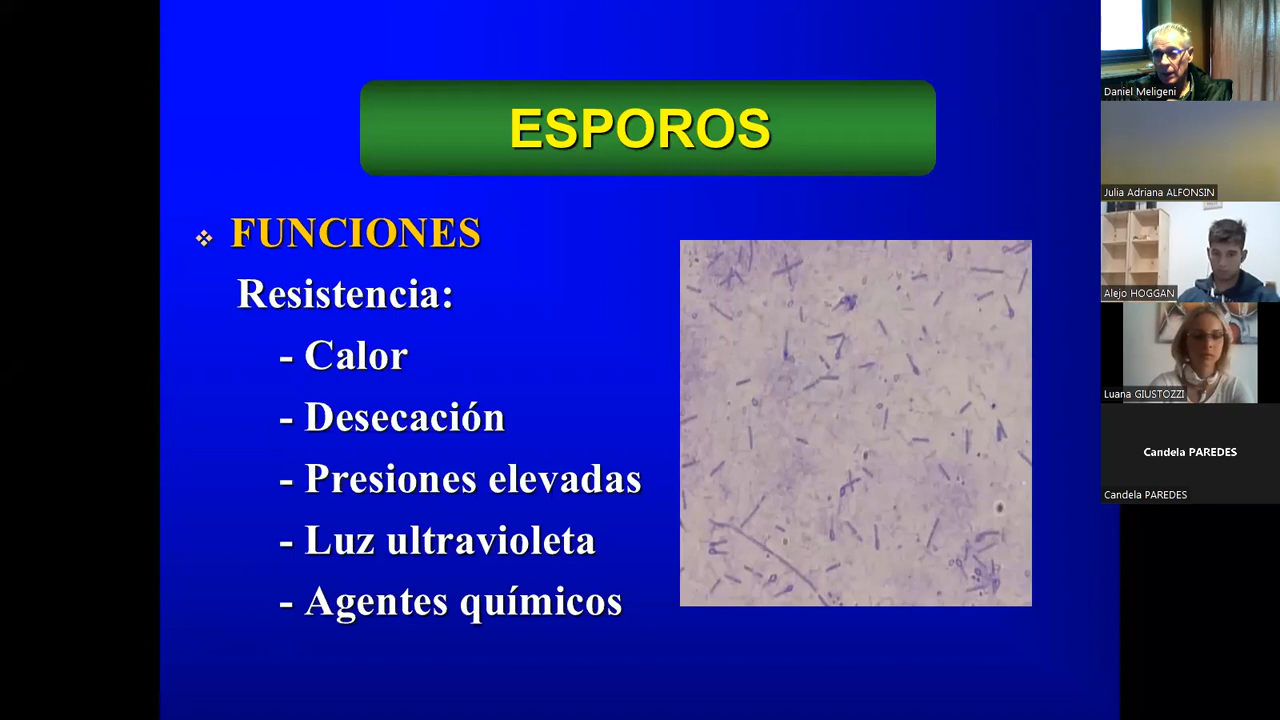 ESPOROS
FUNCIONES
Resistencia:
- Calor
- Desecación
- Presiones elevadas
- Luz ultravioleta
- Agentes químicos
Daniel Meligeni
Julia Adriana ALFONSIN
Alejo HOGGAN
Luana GIUSTOZZI
Candela PAREDES
Candela PAREDES